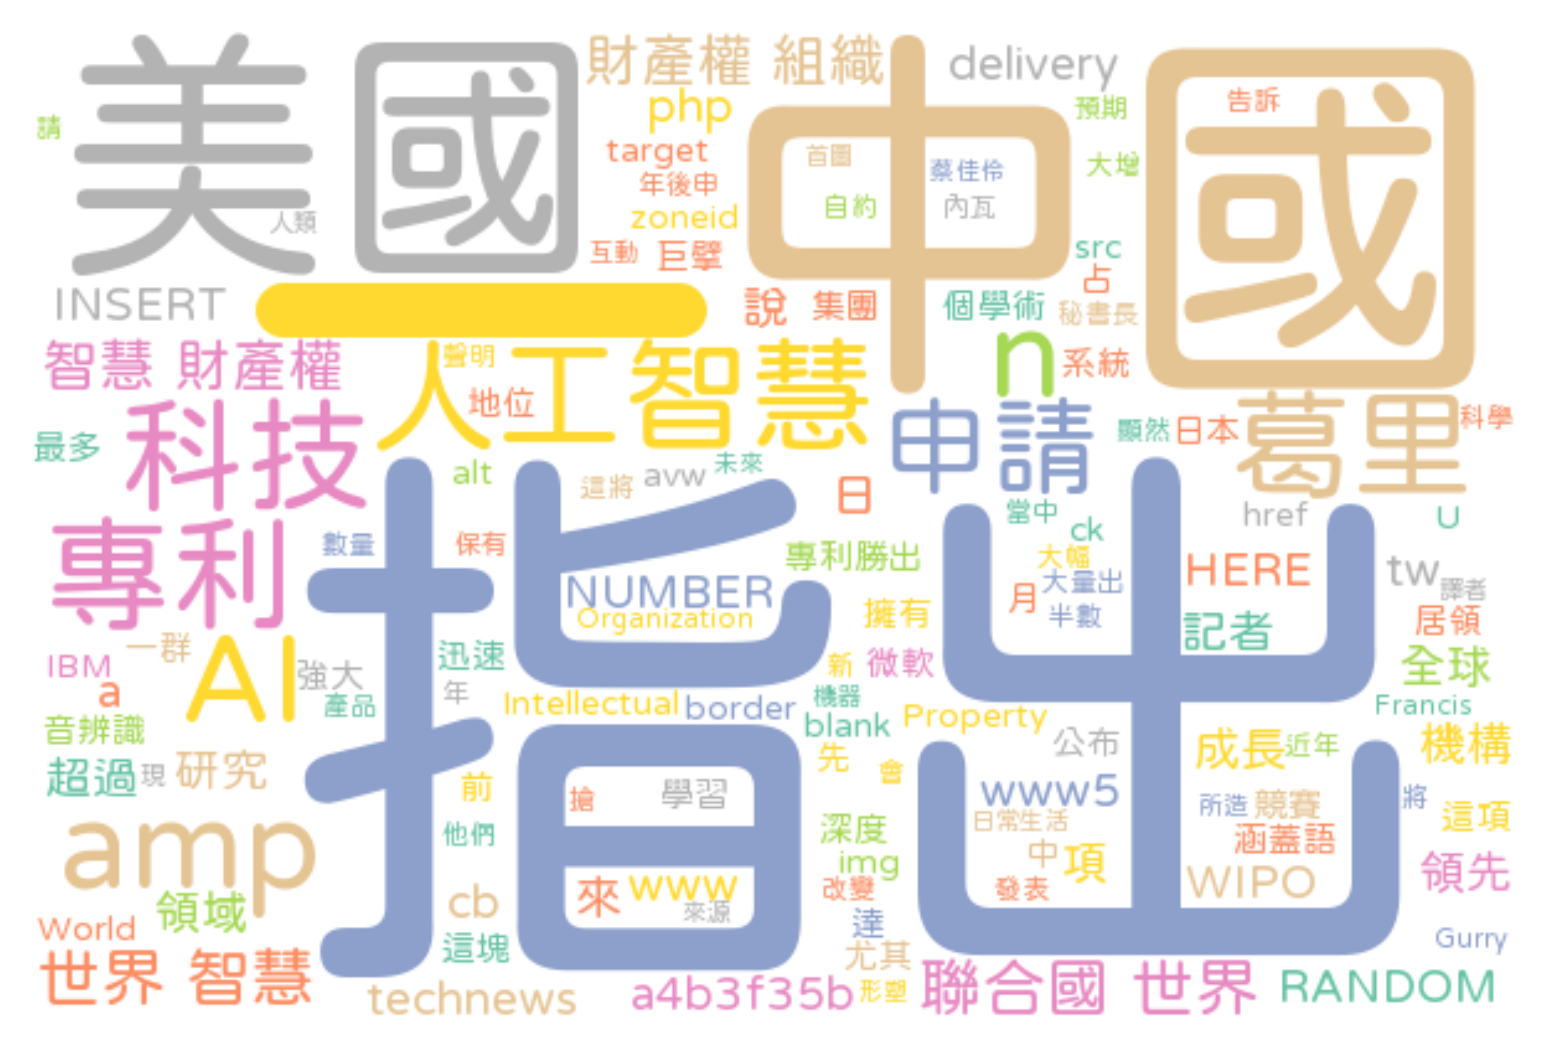 美國
財產權 組織
delivery
中國
告訴
php
預期
請
target
首圖
蔡佳伶
大增
年後申
自約
內瓦
人類
zoneid
互動
巨擘
src
占
INSERT
一
說
集團
個學術
秘書長
智慧 財產權
聲明
人工智慧
n
系統
地位
科技
申請
顯然
日本
葛里
科學
最多
alt
這將
avw
未來
日
href
U
專利
數量
保有
指出
當中
ck
專利勝出
大幅
HERE
tw
NUMBER
大量出
譯者
Organization
擁有
月
半數
記者
居領
一群
AI
迅速
IBM
強大
新
微軟
全球
a
產品
年
Intellectual
border
機器
blank
Property
Francis
音辨識
公布
成長
近年
機構
超過
現
研究
前
先
會
搶
學習
www5
所造
競賽
將
amp
他們
深度
日常生活
涵蓋語
這項
img
中
項
領先
cb
來
www
改變
發表
WIPO
領域
來源
World
這塊
達
Gurry
世界 智慧
尤其
technews
a4b3f35b
形塑
聯合國 世界
RANDOM